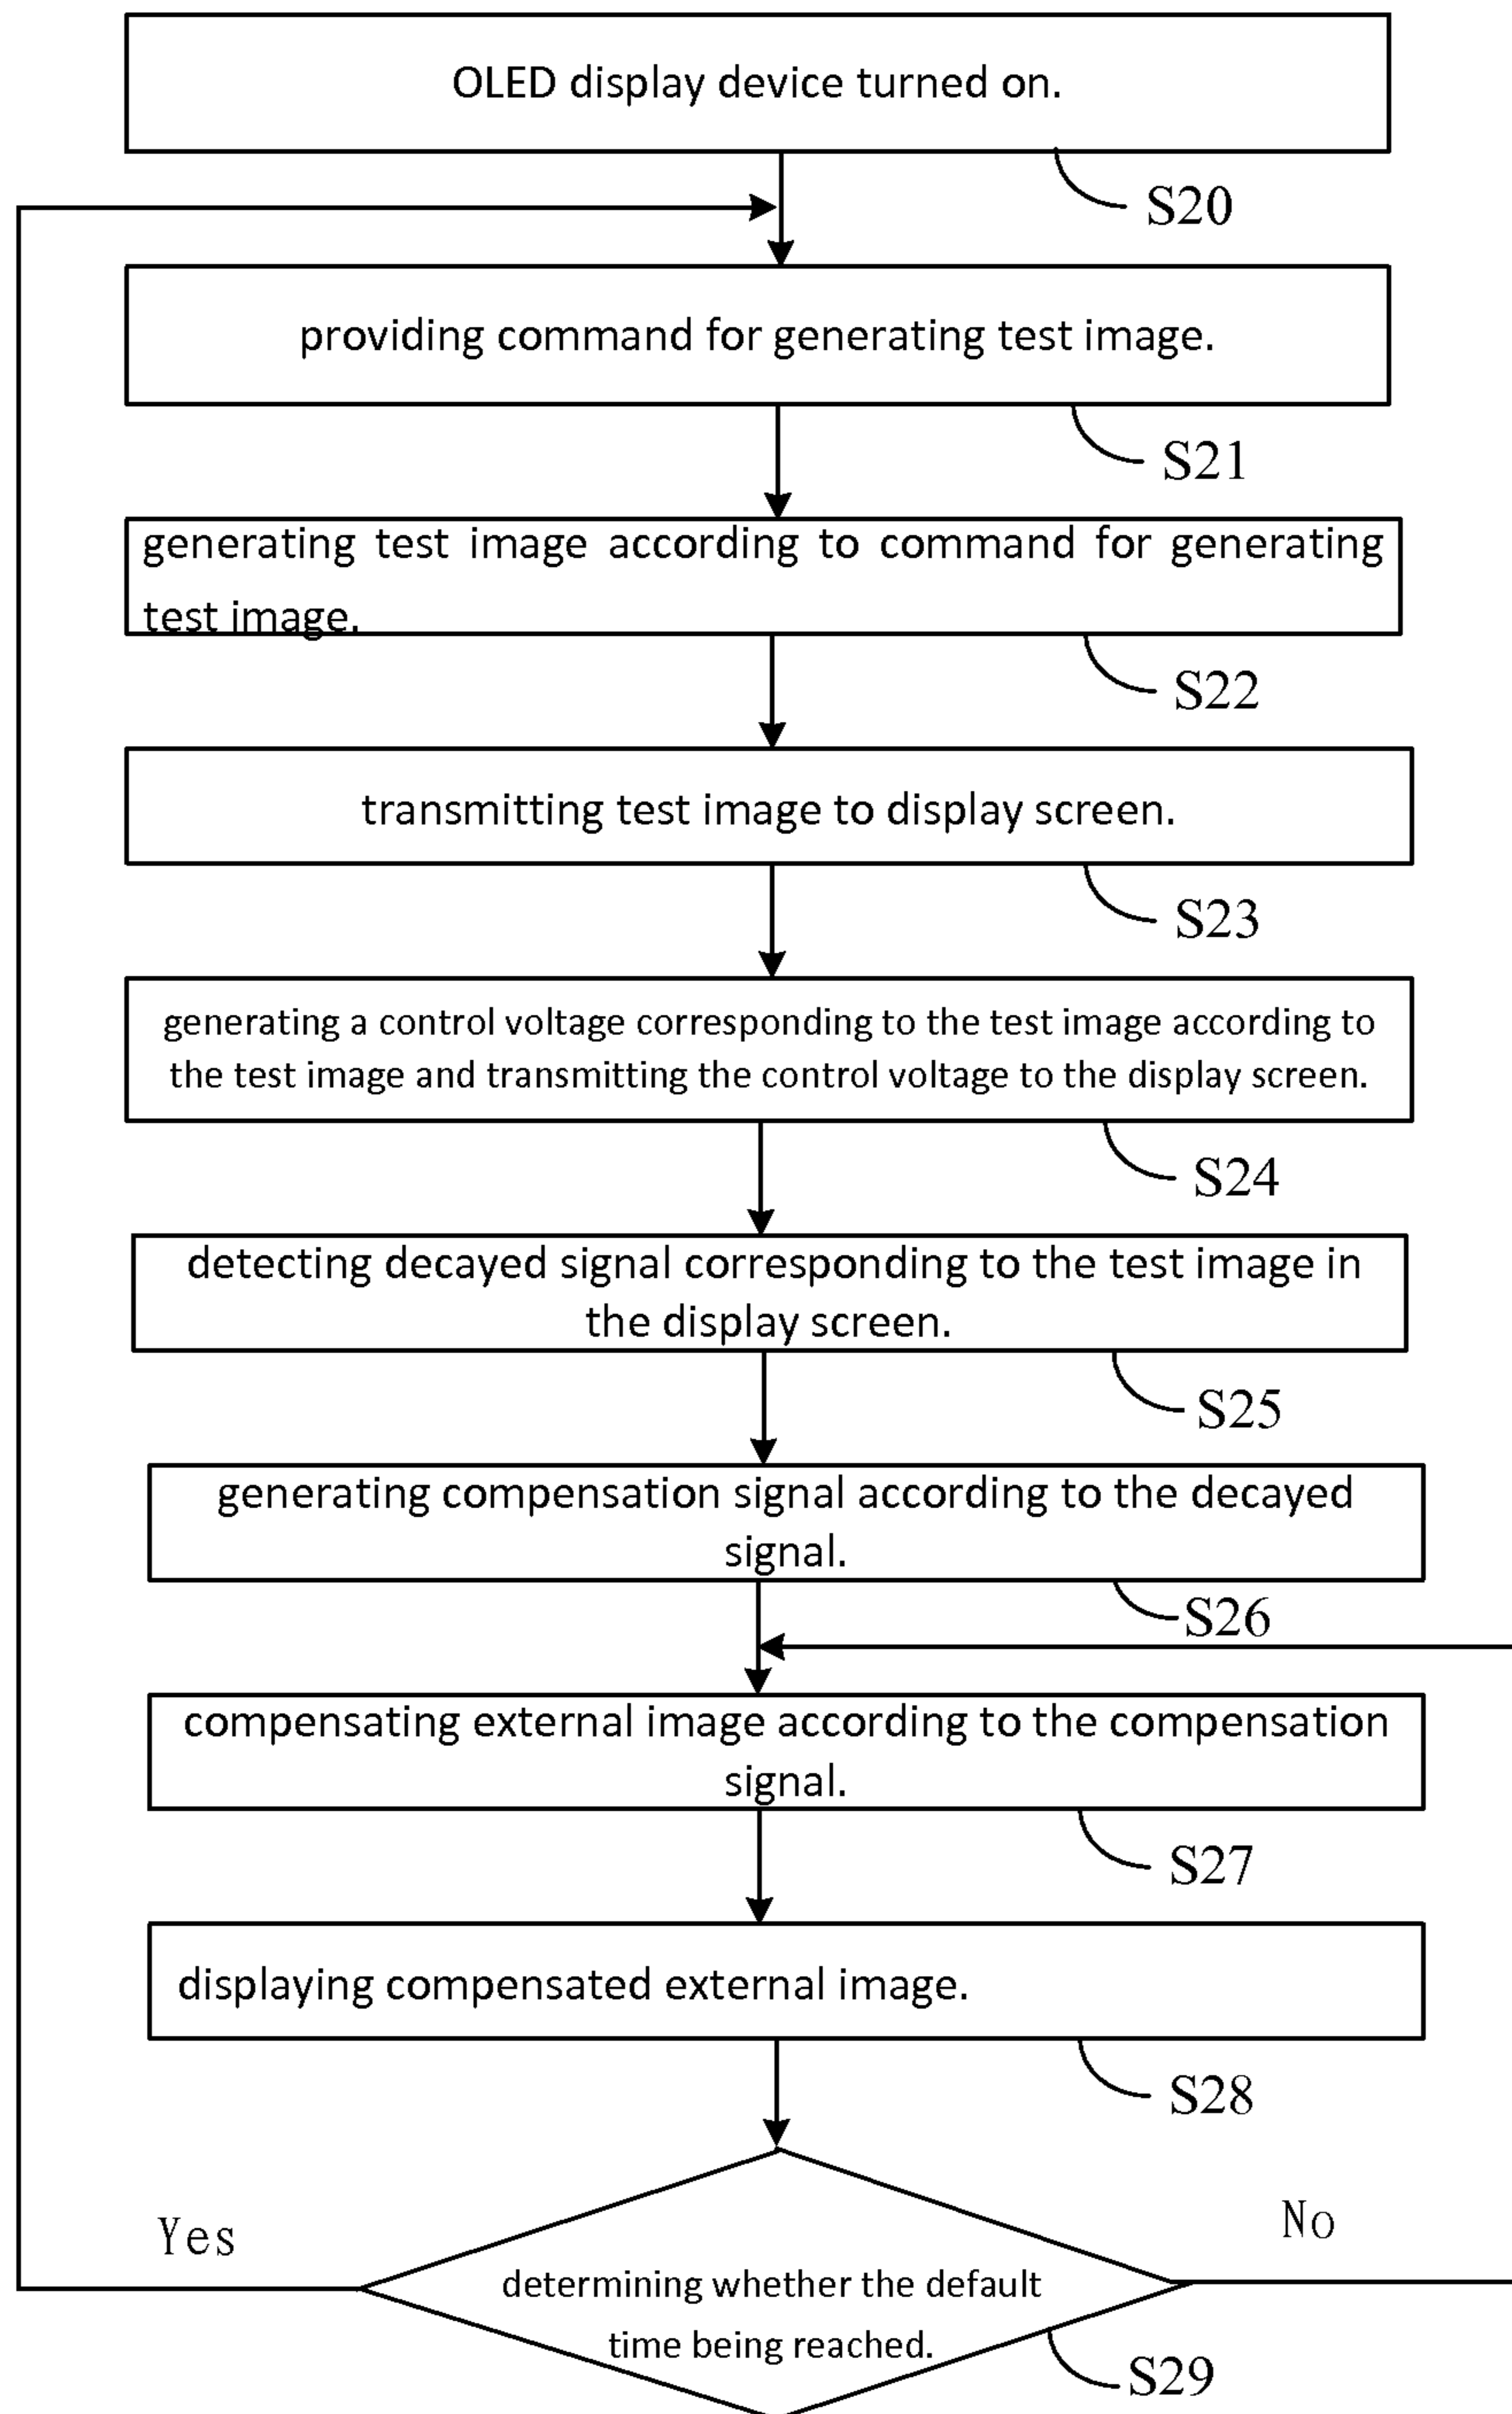 OLED display device turned on.
S20
providing command for generating test image.
S21
generating test image according to command for generating
test image.
S22
transmitting test image to display screen.
S23
generating a control voltage corresponding to the test image according to
the test image and transmitting the control voltage to the display screen.
S24
detecting decayed signal corresponding to the test image in
the display screen.
S25
generating compensation signal according to the decayed
signal.
S26
compensating external image according to the compensation
signal.
S27
displaying compensated external image.
S28
Yes
No
determining whether the default
time being reached.
S29